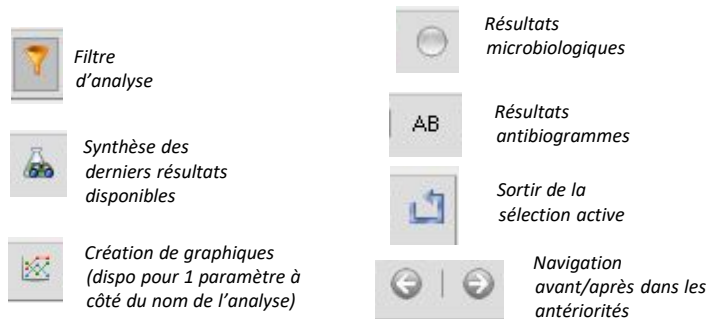 Filtre
d'analyse
Synthèse des
derniers résultats
disponibles
Création de graphiques
(dispo pour 1 paramètre à
côté du nom de l'analyse)
Résultats
microbiologiques
AB
Résultats
antibiogrammes
Sortir de la
sélection active
Navigation
avant/après dans les
antériorités